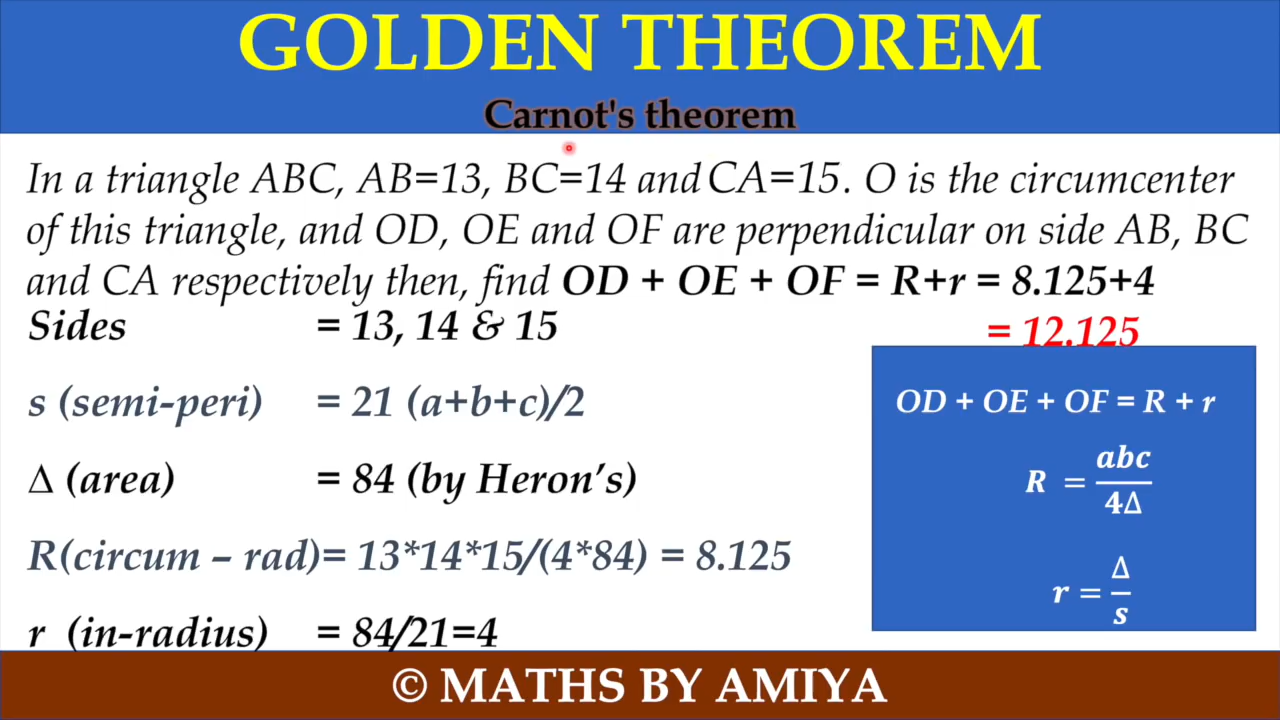 GOLDEN THEOREM
Carnot's theorem
In a triangle ABC, AB=13, BC=14 and CA=15. O is the circumcenter
of this triangle, and OD, OE and OF are perpendicular on side AB, BC
and CA respectively then, find OD + OE + OF = R+r = 8.125+4
= 12.125
Sides = 13, 14 & 15
s (semi-peri) = 21 (a+b+c)/2
Δ (area) = 84 (by Heron’s)
R(circum – rad)= 13*14*15/(4*84) = 8.125
r (in-radius) = 84/21=4
OD + OE + OF = R + r
R = abc/4Δ
r = Δ/s
© MATHS BY AMIYA